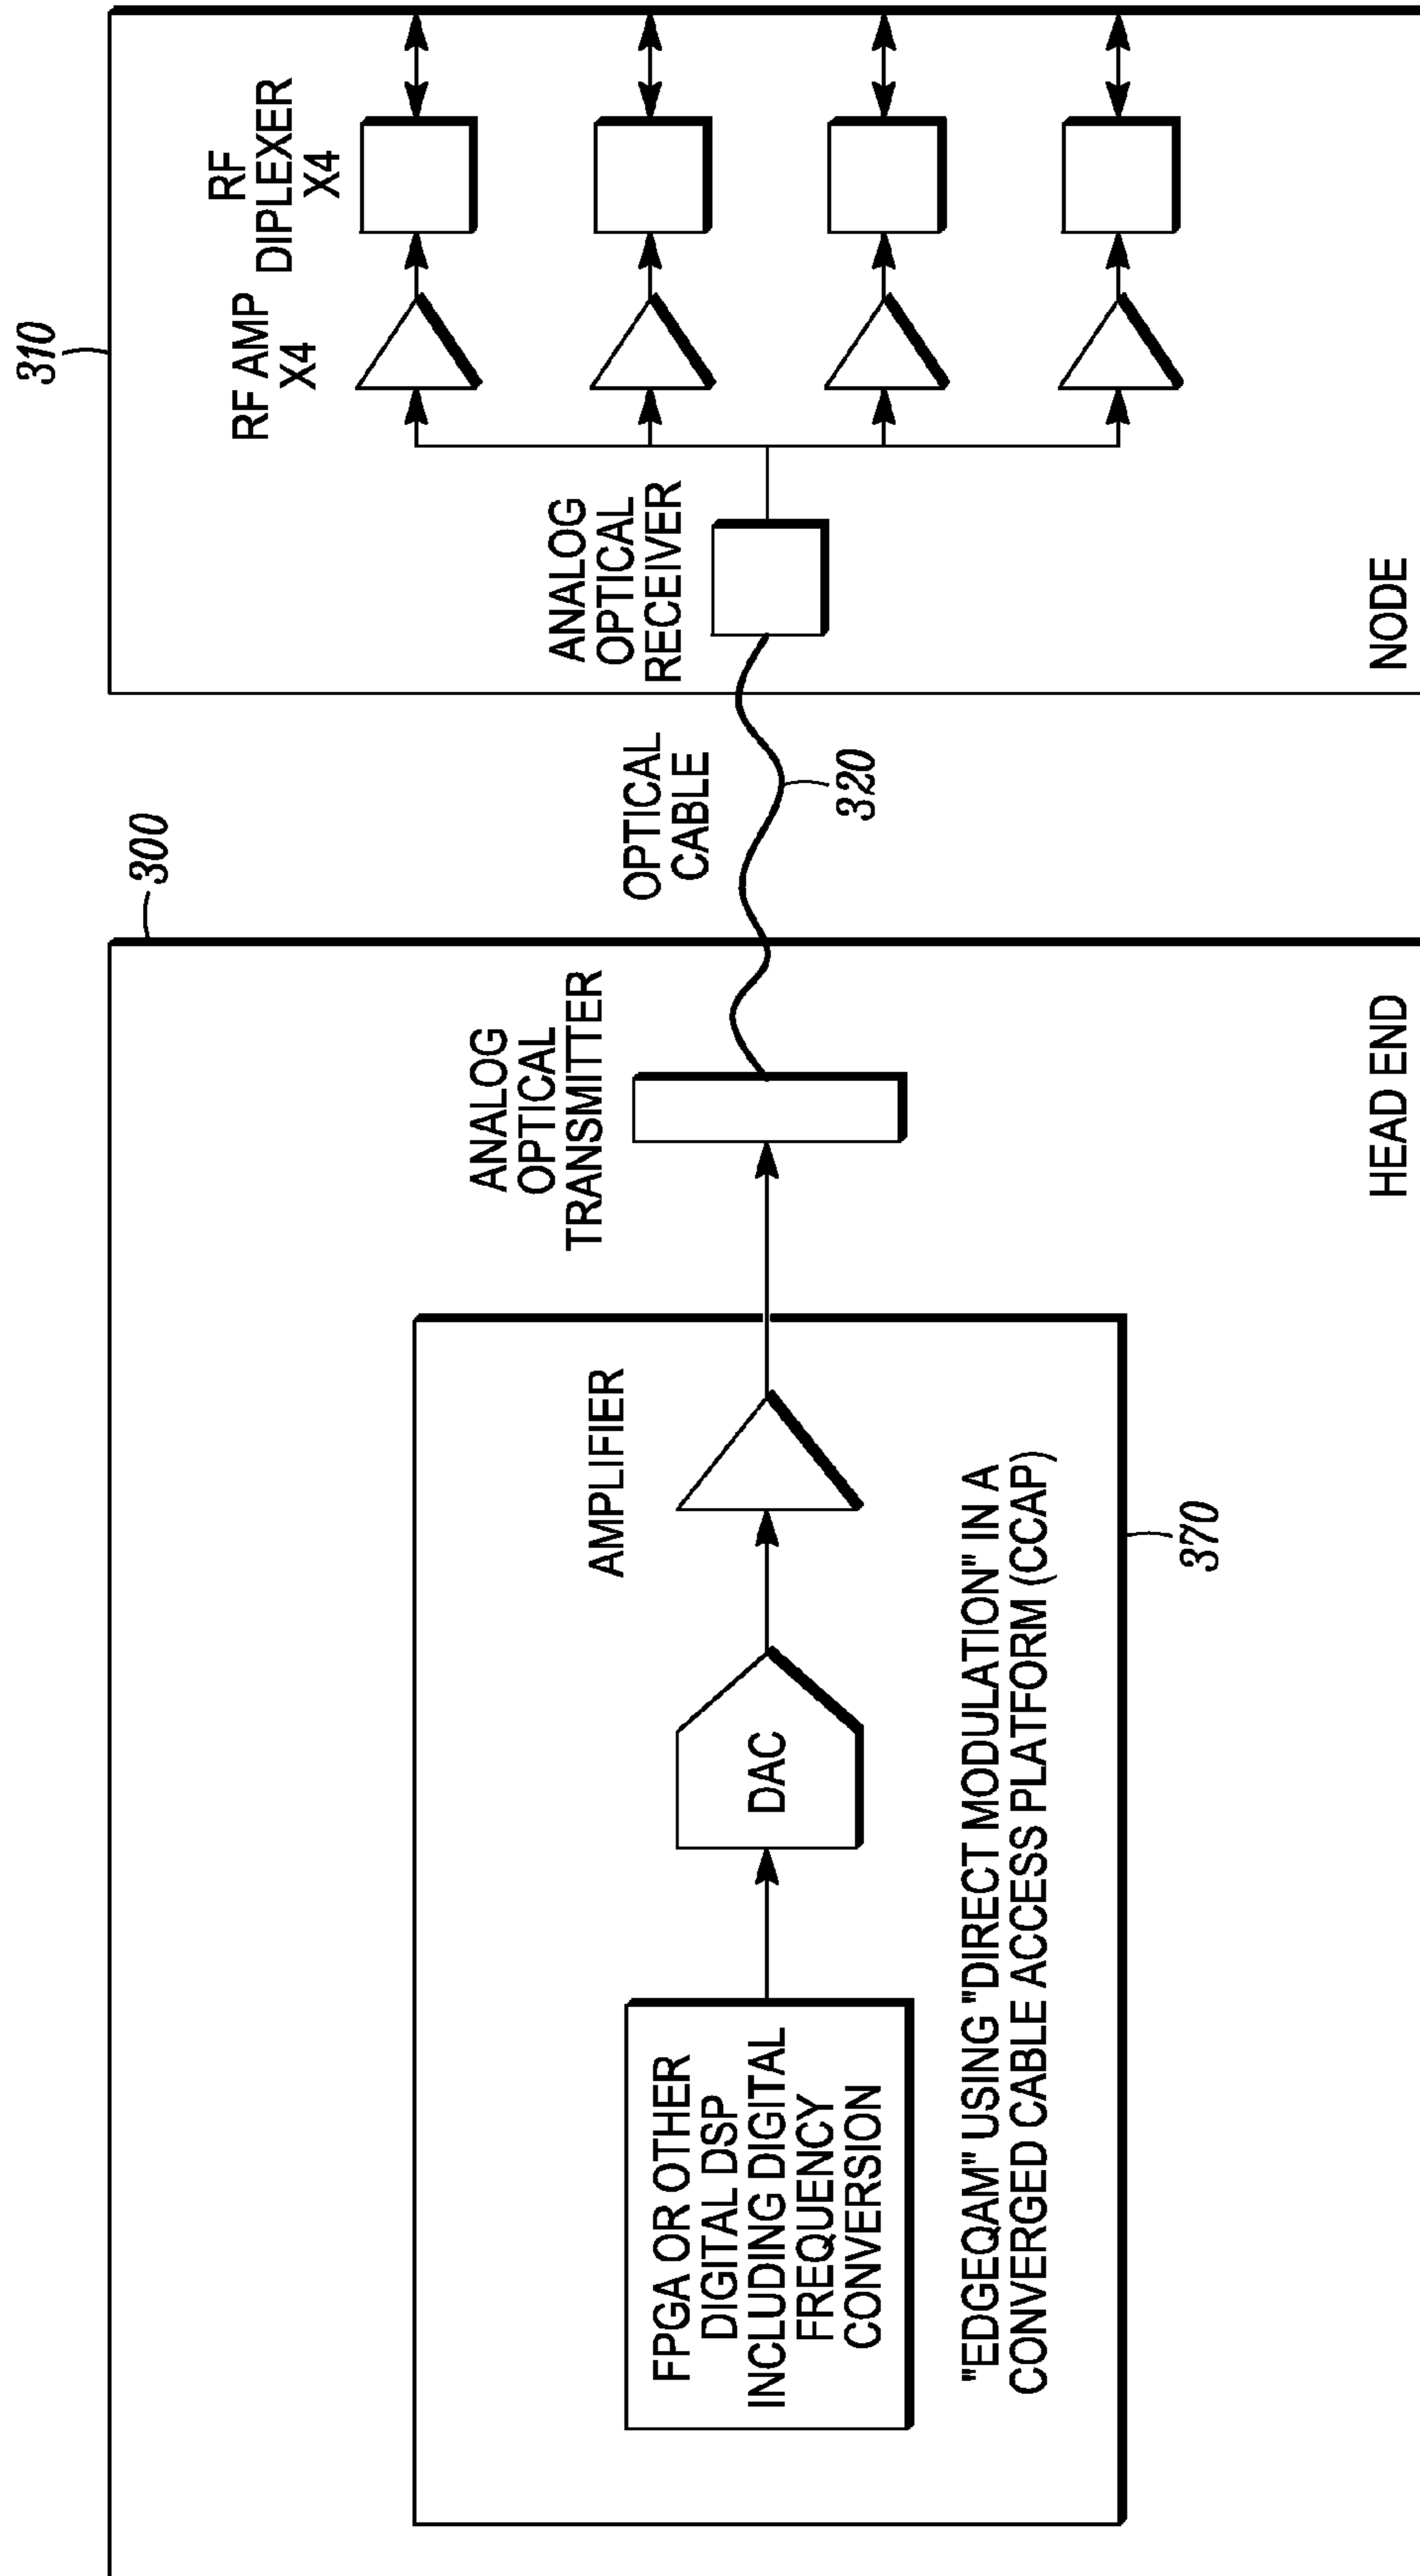 300
310
FPGA OR OTHER
DIGITAL DSP
INCLUDING DIGITAL
FREQUENCY
CONVERSION
DAC
AMPLIFIER
"EDGEQAM" USING "DIRECT MODULATION" IN A
CONVERGED CABLE ACCESS PLATFORM (CCAP)
370
ANALOG
OPTICAL
TRANSMITTER
HEAD END
OPTICAL
CABLE
320
ANALOG
OPTICAL
RECEIVER
RF AMP
X4
RF
DIPLEXER
X4
NODE